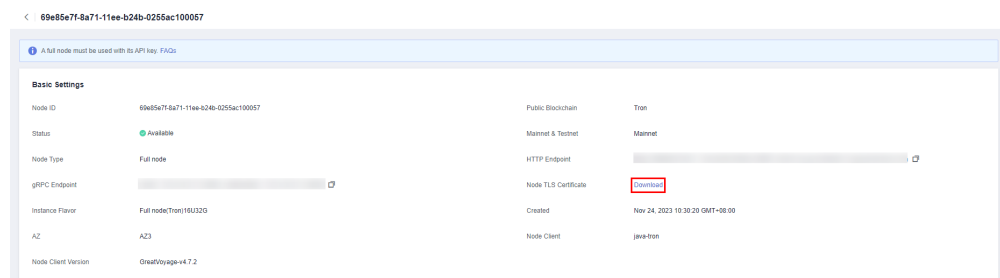 69e85e7f-8a71-11ee-b24b-0255ac100057
A full node must be used with its API key. FAQs
Basic Settings
Node ID 69e85e7f-8a71-11ee-b24b-0255ac100057 Public Blockchain Tron
Status Available Mainnet & Testnet Mainnet
Node Type Full node HTTP Endpoint
gRPC Endpoint Node TLS Certificate Download
Instance Flavor Full node(Tron)16U32G Created Nov 24, 2023 10:30:20 GMT+08:00
AZ AZ3 Node Client java-tron
Node Client Version GreatVoyage-v4.7.2